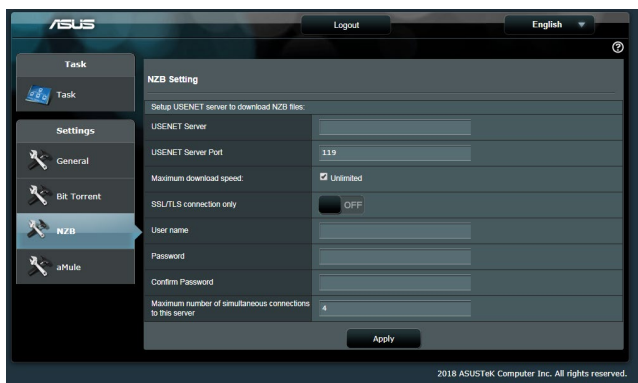 ASUS
Logout
English
Task
Task
Settings
General
Bit Torrent
NZB
aMule
NZB Setting
Setup USENET server to download NZB files:
USENET Server
USENET Server Port 119
Maximum download speed: Unlimited
SSL/TLS connection only OFF
User name
Password
Confirm Password
Maximum number of simultaneous connections
to this server 4
Apply
2018 ASUSTeK Computer Inc. All rights reserved.